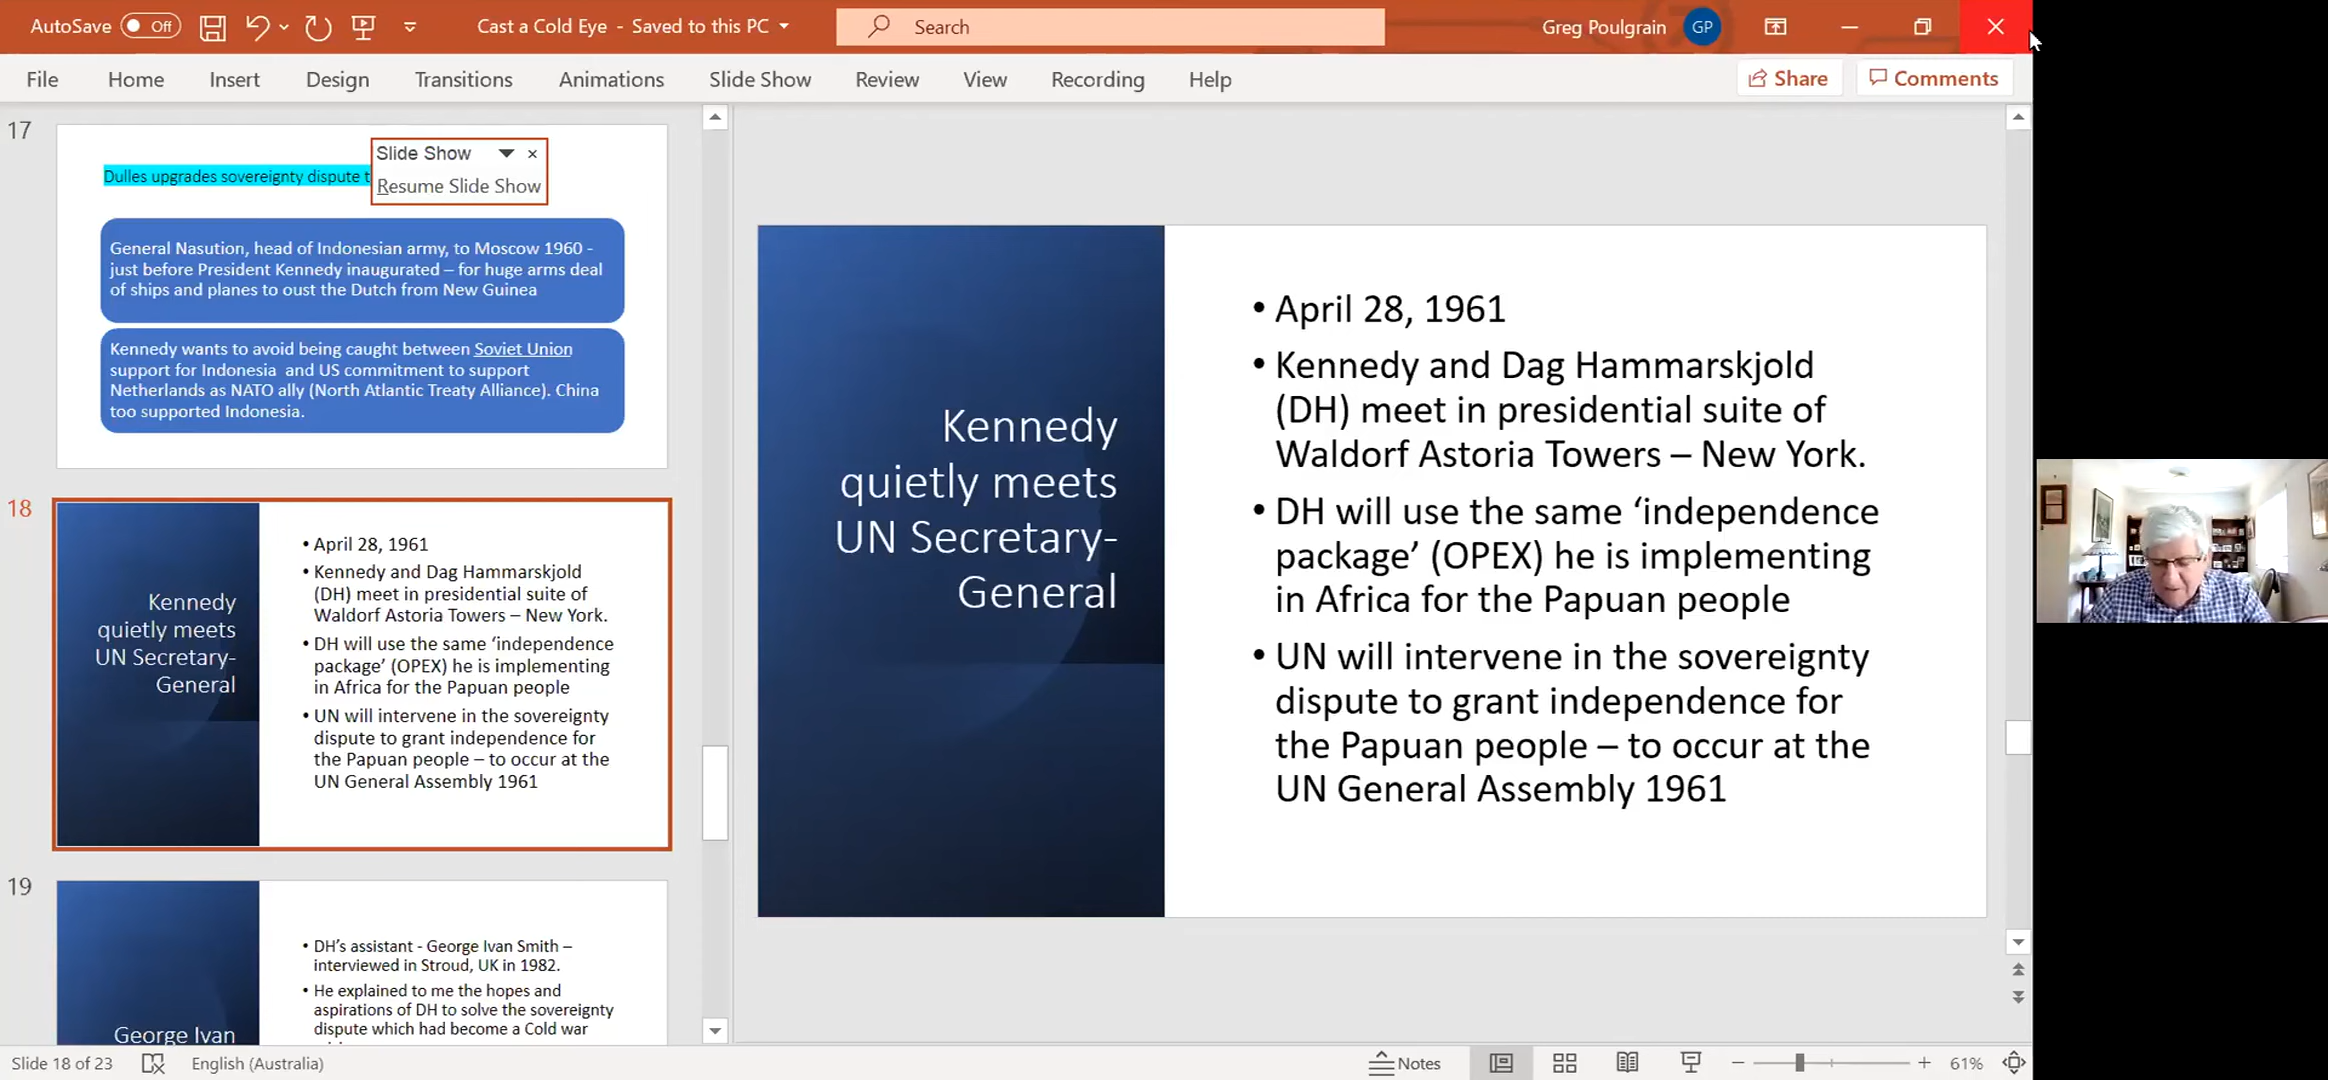 AutoSave Off Cast a Cold Eye - Saved to this PC Search Greg Poulgrain GP
File Home Insert Design Transitions Animations Slide Show Review View Recording Help Share Comments
17
Dulles upgrades sovereignty dispute t
Slide Show
Resume Slide Show
General Nasution, head of Indonesian army, to Moscow 1960 -
just before President Kennedy inaugurated – for huge arms deal
of ships and planes to oust the Dutch from New Guinea
Kennedy wants to avoid being caught between Soviet Union
support for Indonesia and US commitment to support
Netherlands as NATO ally (North Atlantic Treaty Alliance). China
too supported Indonesia.
18
Kennedy
quietly meets
UN Secretary-
General
• April 28, 1961
• Kennedy and Dag Hammarskjold
(DH) meet in presidential suite of
Waldorf Astoria Towers – New York.
• DH will use the same ‘independence
package’ (OPEX) he is implementing
in Africa for the Papuan people
• UN will intervene in the sovereignty
dispute to grant independence for
the Papuan people – to occur at the
UN General Assembly 1961
19
George Ivan
• DH’s assistant - George Ivan Smith –
interviewed in Stroud, UK in 1982.
• He explained to me the hopes and
aspirations of DH to solve the sovereignty
dispute which had become a Cold war
Kennedy
quietly meets
UN Secretary-
General
• April 28, 1961
• Kennedy and Dag Hammarskjold
(DH) meet in presidential suite of
Waldorf Astoria Towers – New York.
• DH will use the same ‘independence
package’ (OPEX) he is implementing
in Africa for the Papuan people
• UN will intervene in the sovereignty
dispute to grant independence for
the Papuan people – to occur at the
UN General Assembly 1961
Slide 18 of 23 English (Australia) Notes 61%